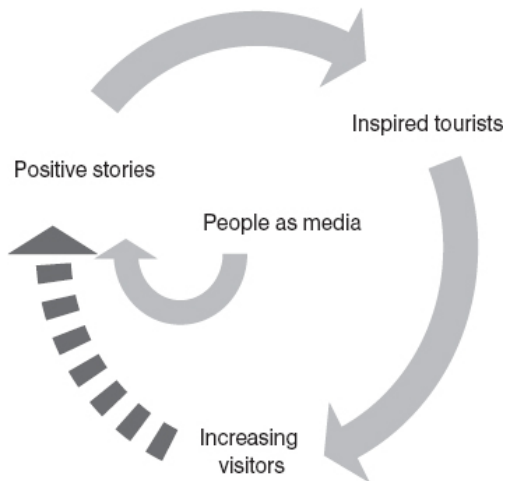 Inspired tourists
Positive stories
People as media
Increasing
visitors